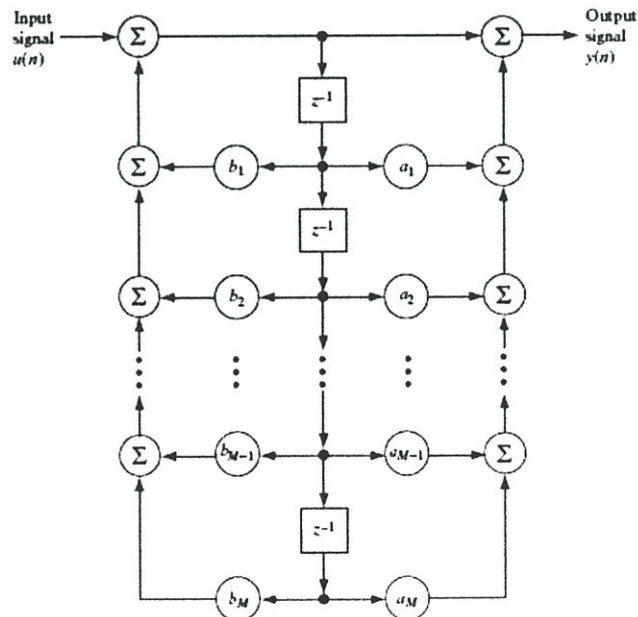 Input
signal
u(n)
Σ
Σ
Output
signal
y(n)
z⁻¹
Σ
b₁
a₁
Σ
z⁻¹
Σ
b₂
a₂
Σ
Σ
b_{M-1}
a_{M-1}
Σ
z⁻¹
b_M
a_M